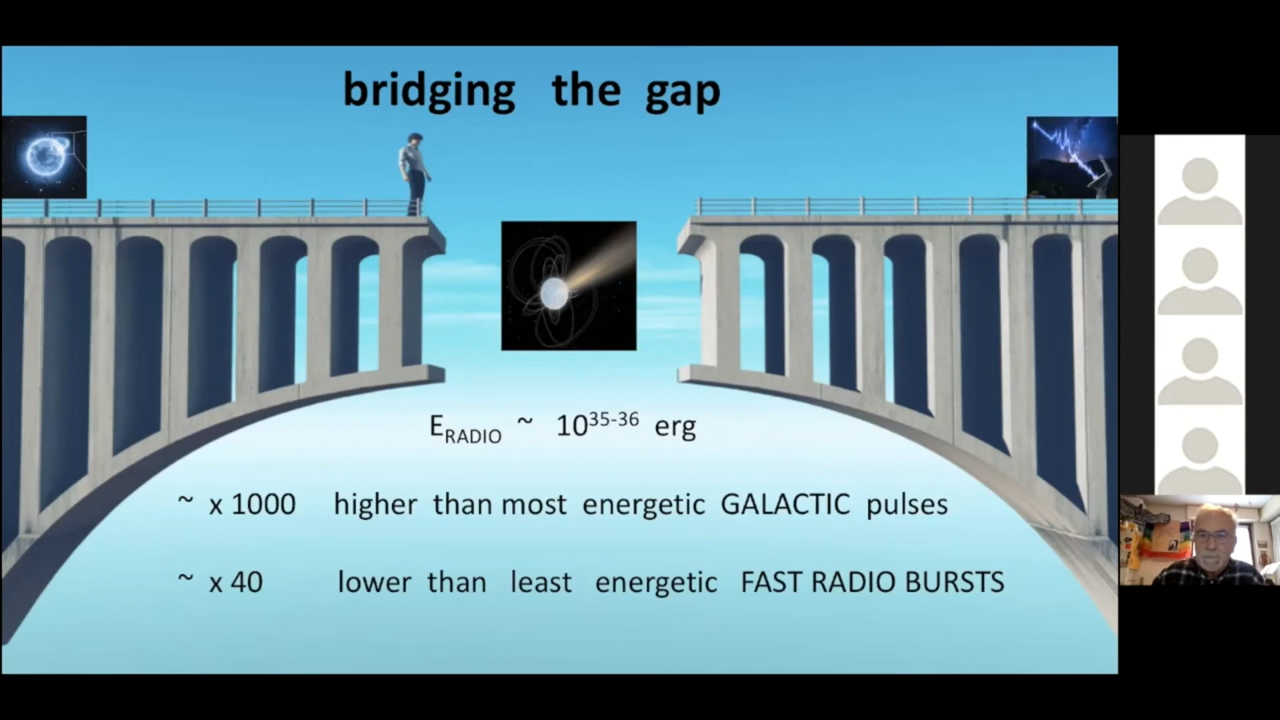 bridging the gap
E_RADIO ~ 10^35-36 erg
~ x 1000 higher than most energetic GALACTIC pulses
~ x 40 lower than least energetic FAST RADIO BURSTS